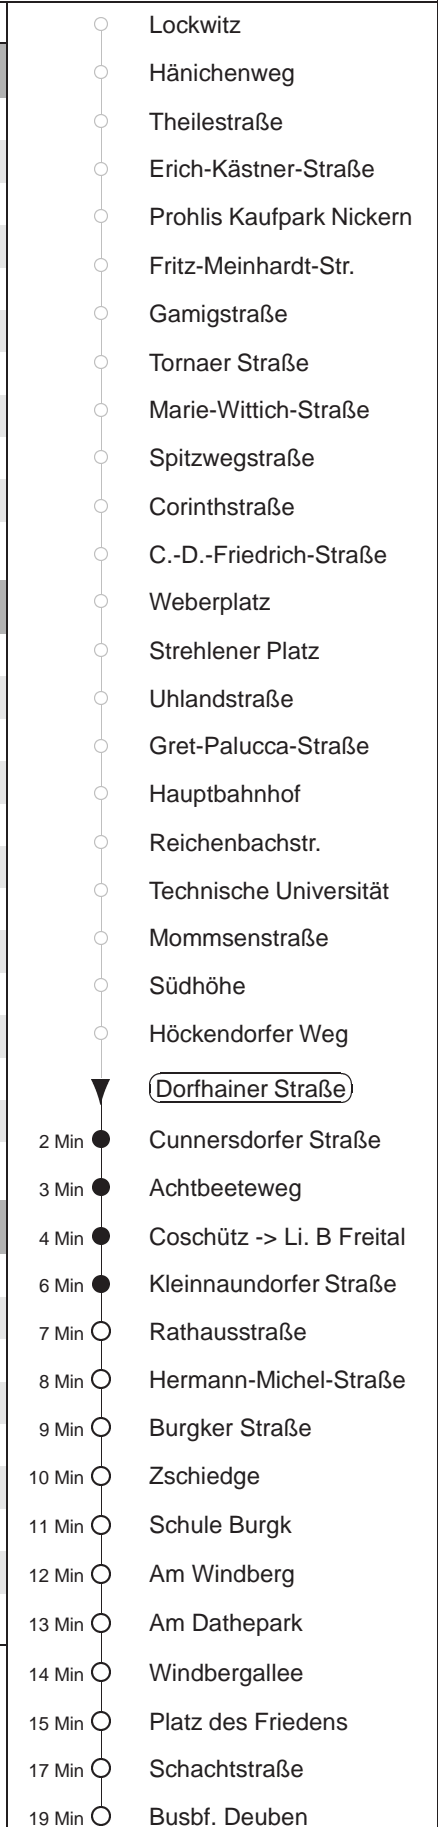 Lockwitz
Hänichenweg
Theilestraße
Erich-Kästner-Straße
Prohlis Kaufpark Nickern
Fritz-Meinhardt-Str.
Gamigstraße
Tornaer Straße
Marie-Wittich-Straße
Spitzwegstraße
Corinthstraße
C.-D.-Friedrich-Straße
Weberplatz
Strehlener Platz
Uhlandstraße
Gret-Palucca-Straße
Hauptbahnhof
Reichenbachstr.
Technische Universität
Mommsenstraße
Südhöhe
Höckendorfer Weg
Dorfhainer Straße
2 Min Cunnersdorfer Straße
3 Min Achtbeeteweg
4 Min Coschütz -> Li. B Freital
6 Min Kleinnaundorfer Straße
7 Min Rathausstraße
8 Min Hermann-Michel-Straße
9 Min Burgker Straße
10 Min Zschiedge
11 Min Schule Burgk
12 Min Am Windberg
13 Min Am Dathepark
14 Min Windbergallee
15 Min Platz des Friedens
17 Min Schachtstraße
19 Min Busbf. Deuben